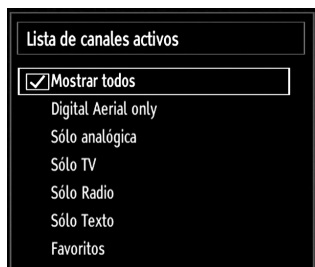 Lista de canales activos
Mostrar todos
Digital Aerial only
Sólo analógica
Sólo TV
Sólo Radio
Sólo Texto
Favoritos